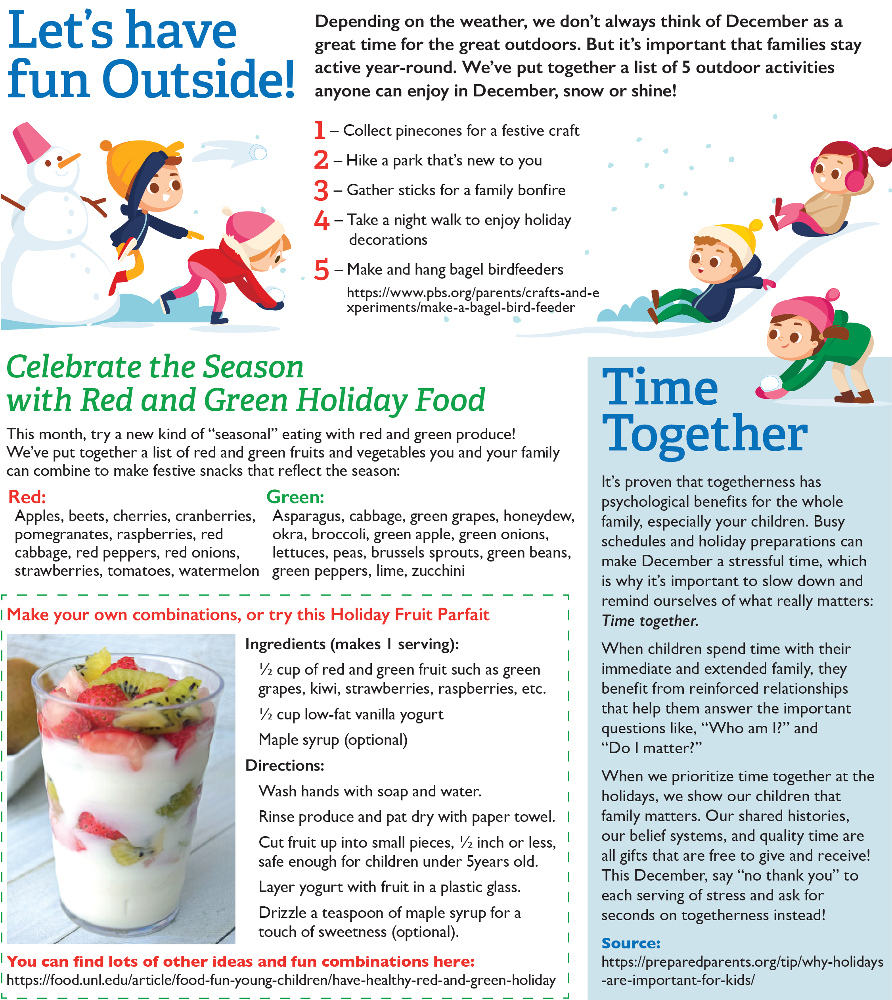 Let’s have
fun Outside!
Depending on the weather, we don’t always think of December as a
great time for the great outdoors. But it’s important that families stay
active year-round. We’ve put together a list of 5 outdoor activities
anyone can enjoy in December, snow or shine!
1 – Collect pinecones for a festive craft
2 – Hike a park that’s new to you
3 – Gather sticks for a family bonfire
4 – Take a night walk to enjoy holiday
decorations
5 – Make and hang bagel birdfeeders
https://www.pbs.org/parents/crafts-and-e
xperiments/make-a-bagel-bird-feeder
Celebrate the Season
with Red and Green Holiday Food
This month, try a new kind of “seasonal” eating with red and green produce!
We’ve put together a list of red and green fruits and vegetables you and your family
can combine to make festive snacks that reflect the season:
Red:
Apples, beets, cherries, cranberries,
pomegranates, raspberries, red
cabbage, red peppers, red onions,
strawberries, tomatoes, watermelon
Green:
Asparagus, cabbage, green grapes, honeydew,
okra, broccoli, green apple, green onions,
lettuces, peas, brussels sprouts, green beans,
green peppers, lime, zucchini
Make your own combinations, or try this Holiday Fruit Parfait
Ingredients (makes 1 serving):
½ cup of red and green fruit such as green
grapes, kiwi, strawberries, raspberries, etc.
½ cup low-fat vanilla yogurt
Maple syrup (optional)
Directions:
Wash hands with soap and water.
Rinse produce and pat dry with paper towel.
Cut fruit up into small pieces, ½ inch or less,
safe enough for children under 5years old.
Layer yogurt with fruit in a plastic glass.
Drizzle a teaspoon of maple syrup for a
touch of sweetness (optional).
You can find lots of other ideas and fun combinations here:
https://food.unl.edu/article/food-fun-young-children/have-healthy-red-and-green-holiday
Time
Together
It’s proven that togetherness has
psychological benefits for the whole
family, especially your children. Busy
schedules and holiday preparations can
make December a stressful time, which
is why it’s important to slow down and
remind ourselves of what really matters:
Time together.
When children spend time with their
immediate and extended family, they
benefit from reinforced relationships
that help them answer the important
questions like, “Who am I?” and
“Do I matter?”
When we prioritize time together at the
holidays, we show our children that
family matters. Our shared histories,
our belief systems, and quality time are
all gifts that are free to give and receive!
This December, say “no thank you” to
each serving of stress and ask for
seconds on togetherness instead!
Source:
https://preparedparents.org/tip/why-holidays
-are-important-for-kids/